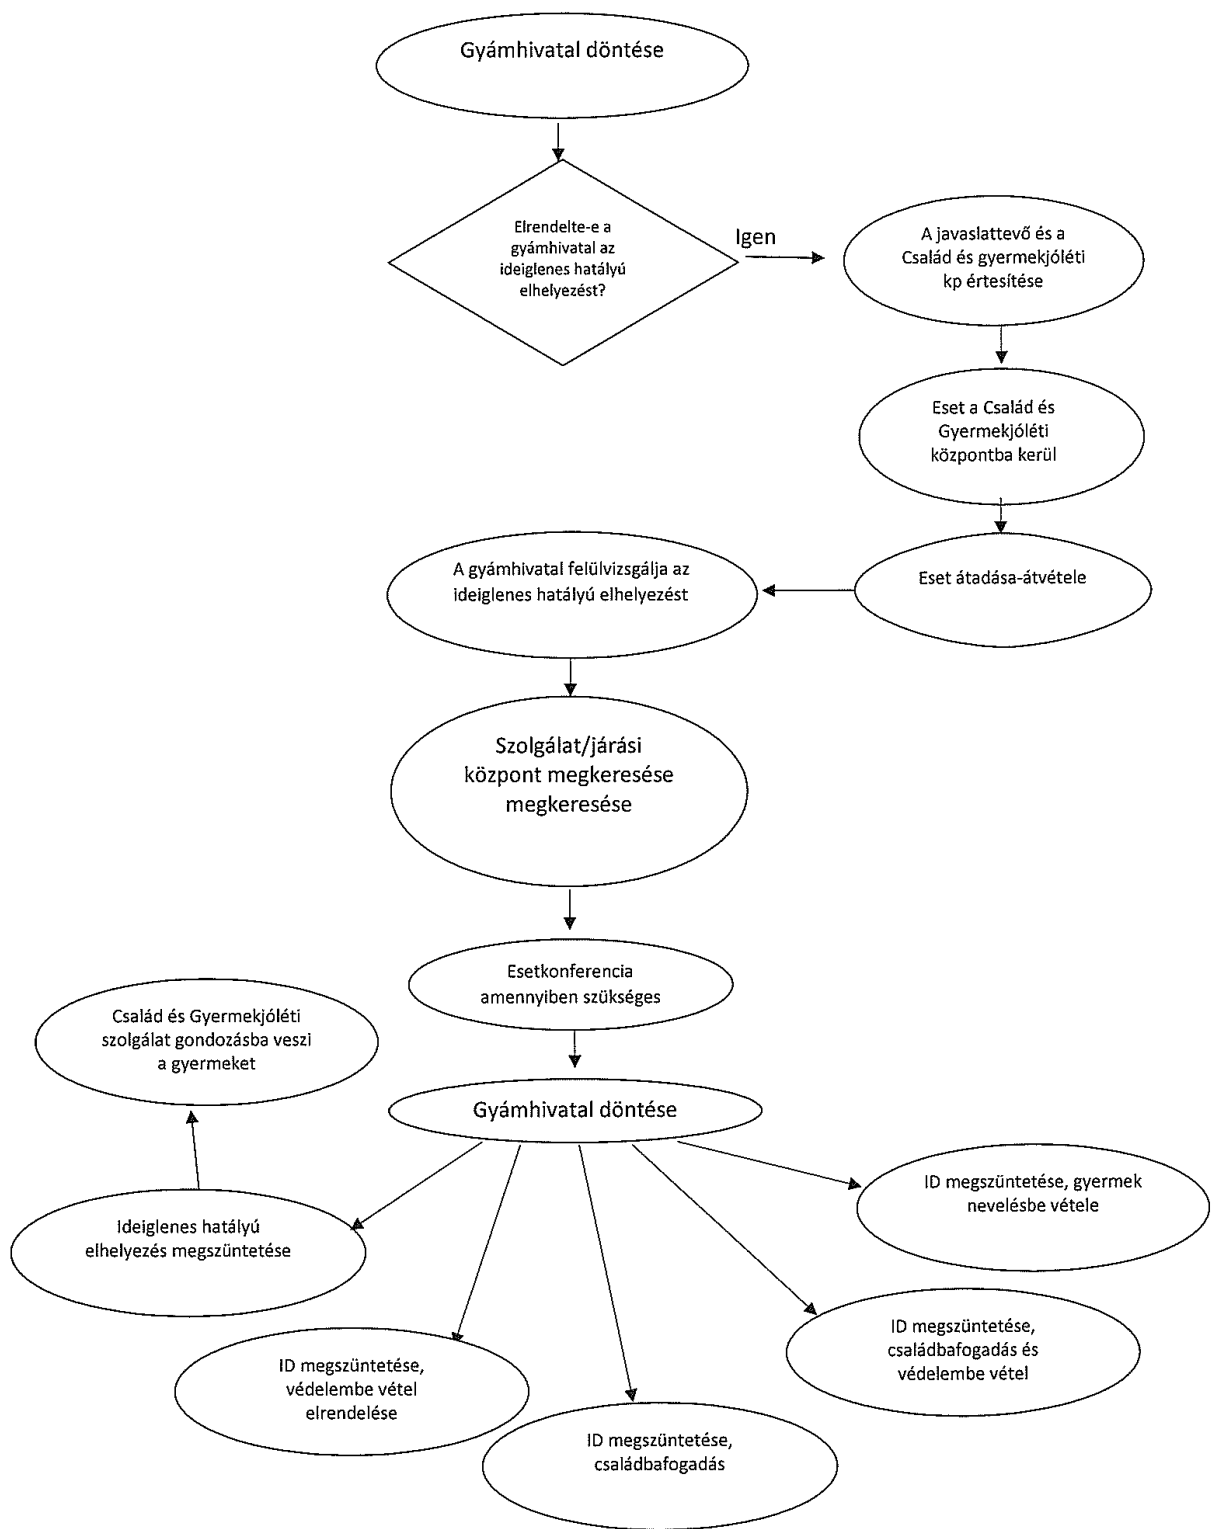 Gyámhivatal döntése
Elrendelte-e a
gyámhivatal az
ideiglenes hatályú
elhelyezést?
Igen
A javaslattevő és a
Család és gyermekjóléti
kp értesítése
Eset a Család és
Gyermekjóléti
központba kerül
Eset átadása-átvétele
A gyámhivatal felülvizsgálja az
ideiglenes hatályú elhelyezést
Szolgálat/járási
központ megkeresése
megkeresése
Esetkonferencia
amennyiben szükséges
Család és Gyermekjóléti
szolgálat gondozásba veszi
a gyermeket
Gyámhivatal döntése
Ideiglenes hatályú
elhelyezés megszüntetése
ID megszüntetése, gyermek
nevelésbe vétele
ID megszüntetése,
családbafogadás és
védelembe vétel
ID megszüntetése,
védelembe vétel
elrendelése
ID megszüntetése,
családbafogadás